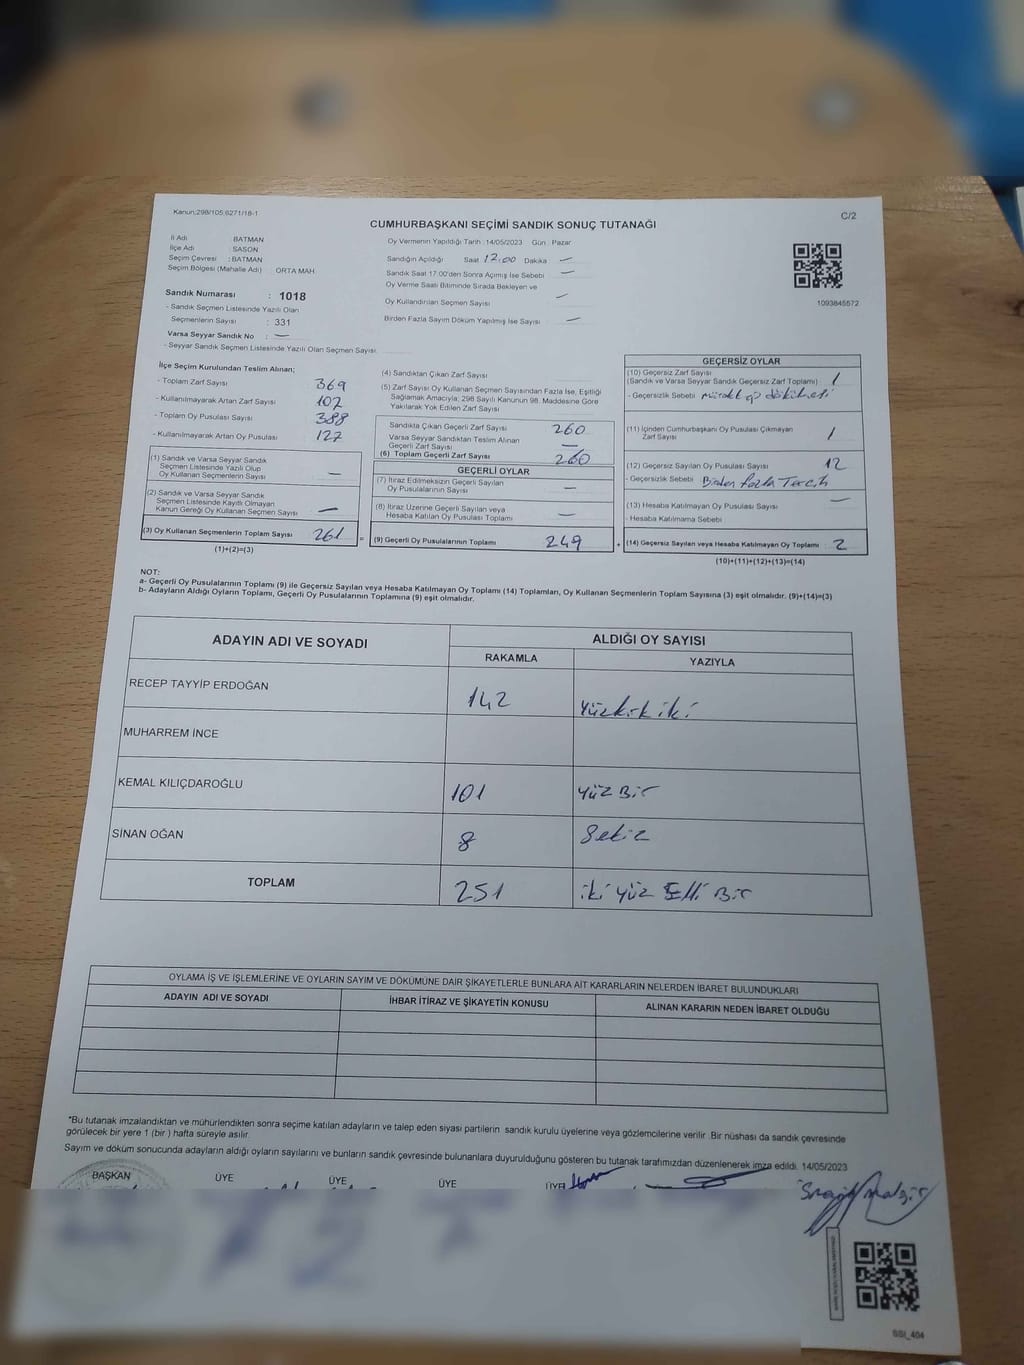 Kanun;298/105,6271/18-1
C/2
CUMHURBAŞKANI SEÇİMİ SANDIK SONUÇ TUTANAĞI
İl Adı : BATMAN
İlçe Adı : SASON
Seçim Çevresi : BATMAN
Seçim Bölgesi (Mahalle Adı) : ORTA MAH.
Sandık Numarası : 1018
- Sandık Seçmen Listesinde Yazılı Olan
Seçmenlerin Sayısı : 331
Varsa Seyyar Sandık No : —
- Seyyar Sandık Seçmen Listesinde Yazılı Olan Seçmen Sayısı:
Oy Vermenin Yapıldığı Tarih : 14/05/2023 Gün : Pazar
Sandığın Açıldığı Saat 17.00 Dakika —
Sandık Saat 17.00'den Sonra Açılmış İse Sebebi —
Oy Verme Saati Bitiminde Sırada Bekleyen ve
Oy Kullandırılan Seçmen Sayısı —
Birden Fazla Sayım Döküm Yapılmış İse Sayısı —
1093845572
İlçe Seçim Kurulundan Teslim Alınan;
- Toplam Zarf Sayısı 369
- Kullanılmayarak Artan Zarf Sayısı 107
- Toplam Oy Pusulası Sayısı 388
- Kullanılmayarak Artan Oy Pusulası 127
(1) Sandık ve Varsa Seyyar Sandık
Seçmen Listesinde Yazılı Olup
Oy Kullanan Seçmenlerin Sayısı —
(2) Sandık ve Varsa Seyyar Sandık
Seçmen Listesinde Kayıtlı Olmayan
Kanun Gereği Oy Kullanan Seçmen Sayısı —
(3) Oy Kullanan Seçmenlerin Toplam Sayısı 261
(1)+(2)=(3)
=
(4) Sandıktan Çıkan Zarf Sayısı
(5) Zarf Sayısı Oy Kullanan Seçmen Sayısından Fazla İse, Eşitliği
Sağlamak Amacıyla; 298 Sayılı Kanunun 98. Maddesine Göre
Yakılarak Yok Edilen Zarf Sayısı
Sandıkta Çıkan Geçerli Zarf Sayısı 260
Varsa Seyyar Sandıktan Teslim Alınan
Geçerli Zarf Sayısı —
(6) Toplam Geçerli Zarf Sayısı 260
GEÇERLİ OYLAR
(7) İtiraz Edilmeksizin Geçerli Sayılan
Oy Pusulalarının Sayısı —
(8) İtiraz Üzerine Geçerli Sayılan veya
Hesaba Katılan Oy Pusulası Toplamı —
(9) Geçerli Oy Pusulalarının Toplamı 249
+
GEÇERSİZ OYLAR
(10) Geçersiz Zarf Sayısı
(Sandık ve Varsa Seyyar Sandık Geçersiz Zarf Toplamı) 1
- Geçersizlik Sebebi
(11) İçinden Cumhurbaşkanı Oy Pusulası Çıkmayan
Zarf Sayısı 1
(12) Geçersiz Sayılan Oy Pusulası Sayısı 12
- Geçersizlik Sebebi Birden fazla Tercih
(13) Hesaba Katılmayan Oy Pusulası Sayısı —
- Hesaba Katılmama Sebebi
(14) Geçersiz Sayılan veya Hesaba Katılmayan Oy Toplamı 2
(10)+(11)+(12)+(13)=(14)
NOT:
a- Geçerli Oy Pusulalarının Toplamı (9) ile Geçersiz Sayılan veya Hesaba Katılmayan Oy Toplamı (14) Toplamları, Oy Kullanan Seçmenlerin Toplam Sayısına (3) eşit olmalıdır. (9)+(14)=(3)
b- Adayların Aldığı Oyların Toplamı, Geçerli Oy Pusulalarının Toplamına (9) eşit olmalıdır.
ADAYIN ADI VE SOYADI
ALDIĞI OY SAYISI
RAKAMLA YAZIYLA
RECEP TAYYİP ERDOĞAN 142 Yüzkırk iki
MUHARREM İNCE
KEMAL KILIÇDAROĞLU 101 Yüz Bir
SİNAN OĞAN 8 Sekiz
TOPLAM 251 iki Yüz Elli Bir
OYLAMA İŞ VE İŞLEMLERİNE VE OYLARIN SAYIM VE DÖKÜMÜNE DAİR ŞİKAYETLERLE BUNLARA AİT KARARLARIN NELERDEN İBARET BULUNDUKLARI
ADAYIN ADI VE SOYADI İHBAR İTİRAZ VE ŞİKAYETİN KONUSU ALINAN KARARIN NEDEN İBARET OLDUĞU
*Bu tutanak imzalandıktan ve mühürlendikten sonra seçime katılan adayların ve talep eden siyasi partilerin sandık kurulu üyelerine veya gözlemcilerine verilir .Bir nüshası da sandık çevresinde
görülecek bir yere 1 (bir ) hafta süreyle asılır.
Sayım ve döküm sonucunda adayların aldığı oyların sayılarını ve bunların sandık çevresinde bulunanlara duyurulduğunu gösteren bu tutanak tarafımızdan düzenlenerek imza edildi. 14/05/2023
BAŞKAN ÜYE ÜYE ÜYE ÜYE
SSI_404